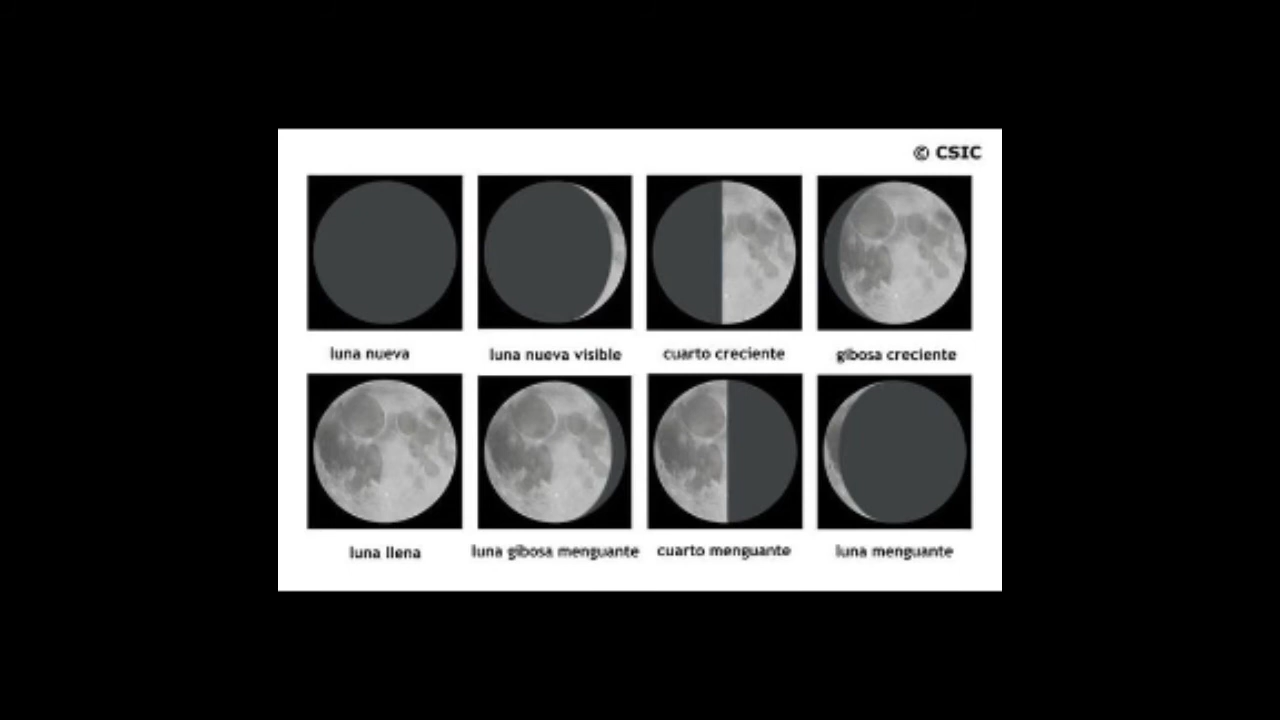 © CSIC
luna nueva
luna nueva visible
cuarto creciente
gibosa creciente
luna llena
luna gibosa menguante
cuarto menguante
luna menguante